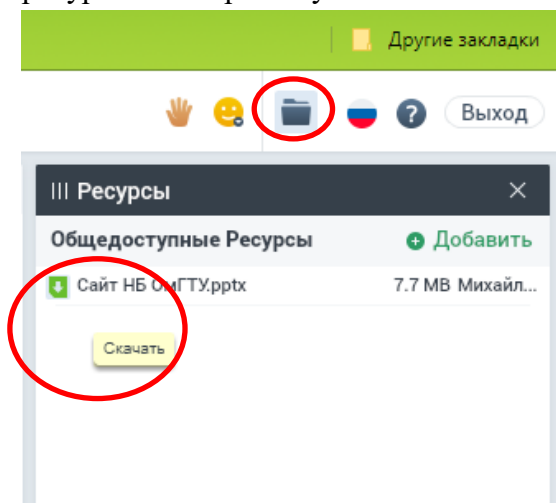 Другие закладки
? Выход
Ресурсы
Общедоступные Ресурсы Добавить
Сайт НБ ОмГТУ.pptx 7.7 MB Михайл...
Скачать